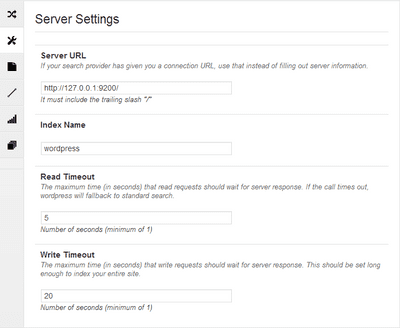 Server Settings
Server URL
If your search provider has given you a connection URL, use that instead of filling out server information.
http://127.0.0.1:9200/
It must include the trailing slash "/"
Index Name
wordpress
Read Timeout
The maximum time (in seconds) that read requests should wait for server response. If the call times out,
wordpress will fallback to standard search.
5
Number of seconds (minimum of 1)
Write Timeout
The maximum time (in seconds) that write requests should wait for server response. This should be set long
enough to index your entire site.
20
Number of seconds (minimum of 1)